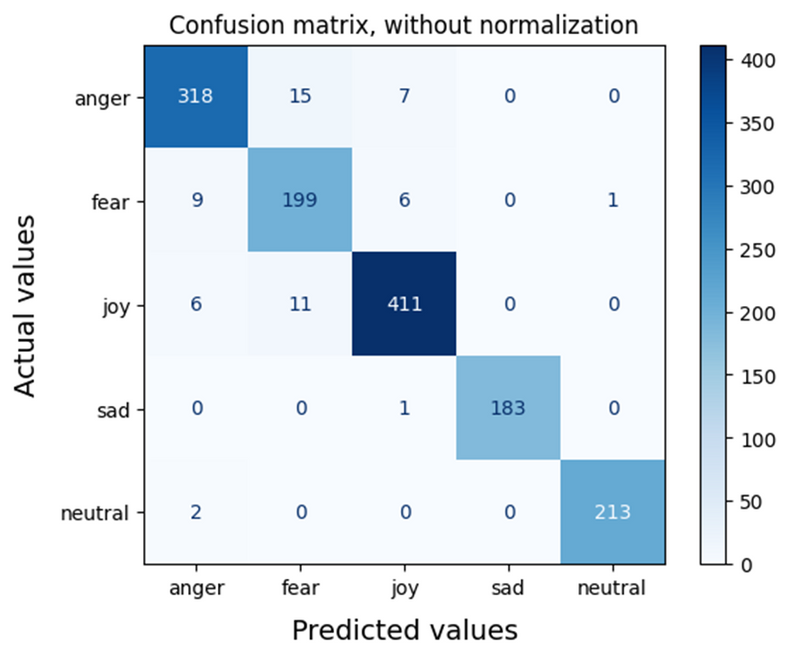 Confusion matrix, without normalization
Actual values
anger 318 15 7 0 0
fear 9 199 6 0 1
joy 6 11 411 0 0
sad 0 0 1 183 0
neutral 2 0 0 0 213
anger fear joy sad neutral
Predicted values
400
350
300
250
200
150
100
50
0